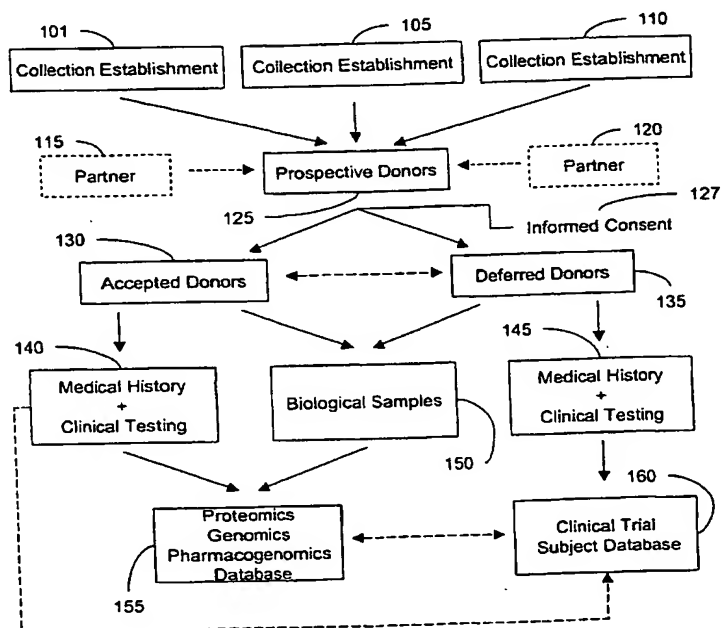 101
105
110
Collection Establishment
Collection Establishment
Collection Establishment
115
120
Partner
Prospective Donors
Partner
125
127
Informed Consent
130
Accepted Donors
Deferred Donors
135
140
145
Medical History
+
Clinical Testing
Biological Samples
Medical History
+
Clinical Testing
150
160
Proteomics
Genomics
Pharmacogenomics
Database
Clinical Trial
Subject Database
155